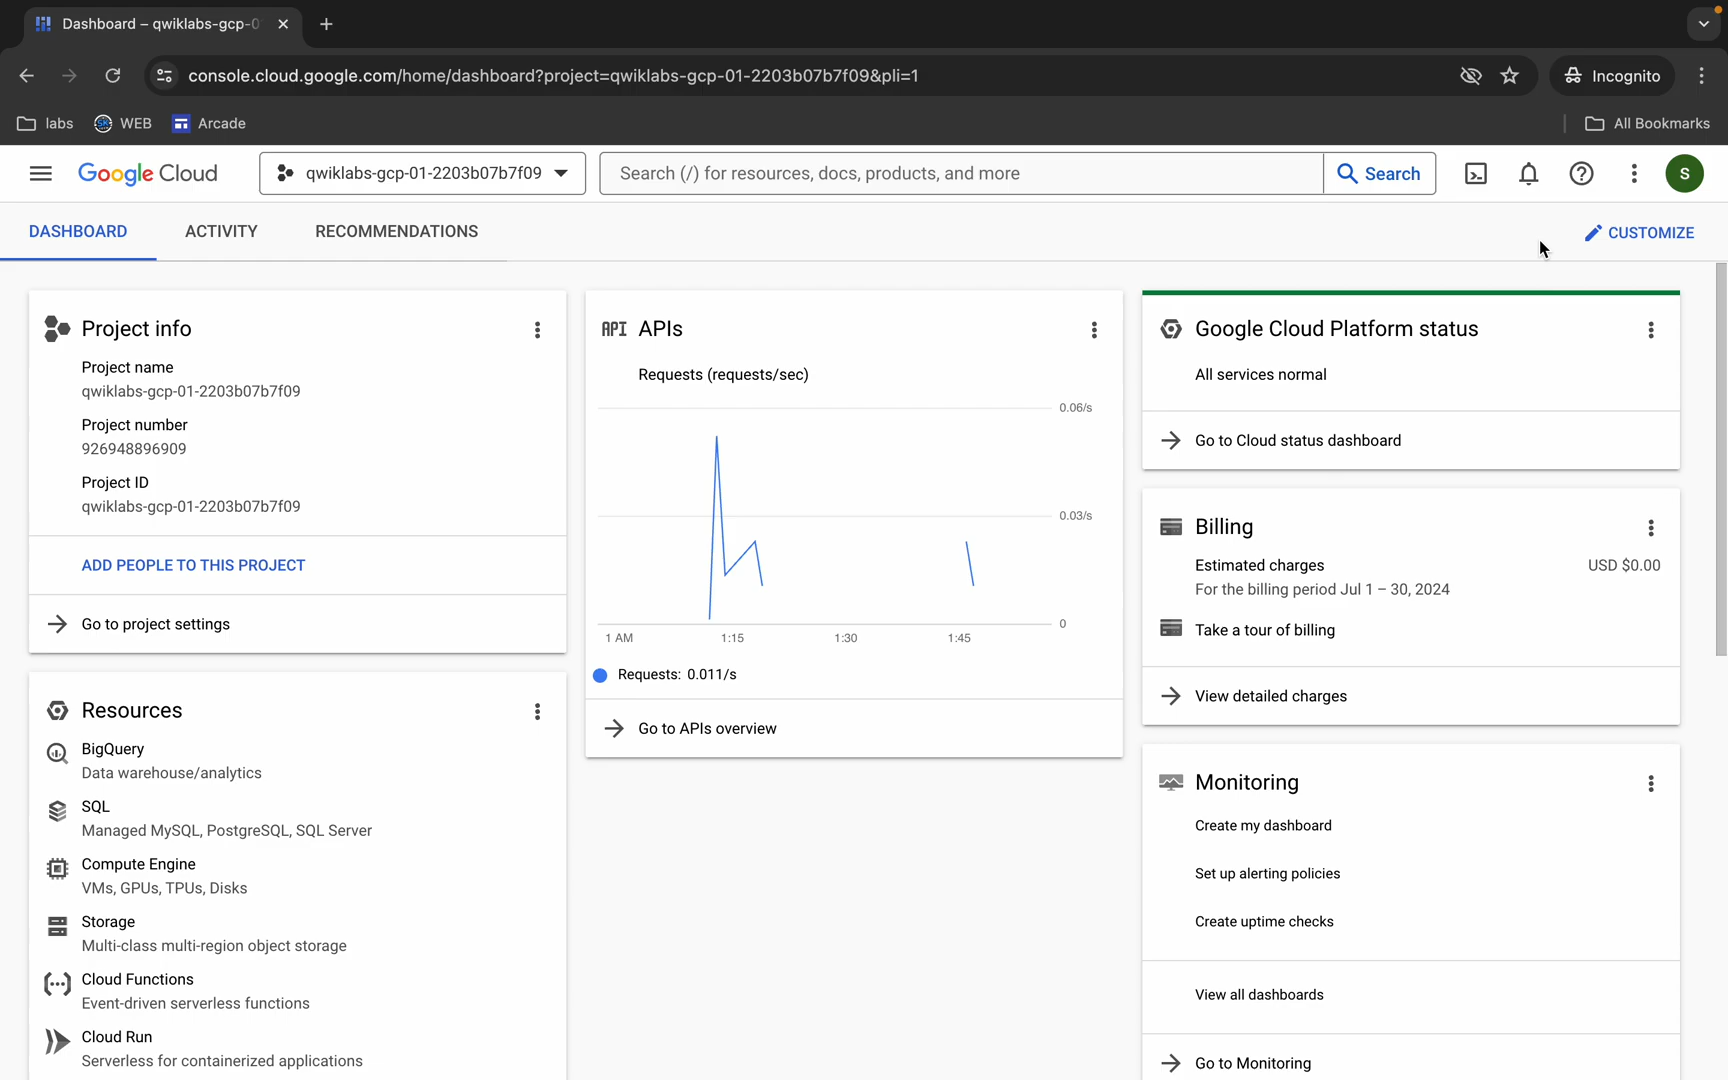 Dashboard – qwiklabs-gcp-0
console.cloud.google.com/home/dashboard?project=qwiklabs-gcp-01-2203b07b7f09&pli=1
Incognito
labs
WEB
Arcade
All Bookmarks
Google Cloud
qwiklabs-gcp-01-2203b07b7f09
Search (/) for resources, docs, products, and more
Search
S
DASHBOARD
ACTIVITY
RECOMMENDATIONS
CUSTOMIZE
Project info
Project name
qwiklabs-gcp-01-2203b07b7f09
Project number
926948896909
Project ID
qwiklabs-gcp-01-2203b07b7f09
ADD PEOPLE TO THIS PROJECT
Go to project settings
Resources
BigQuery
Data warehouse/analytics
SQL
Managed MySQL, PostgreSQL, SQL Server
Compute Engine
VMs, GPUs, TPUs, Disks
Storage
Multi-class multi-region object storage
Cloud Functions
Event-driven serverless functions
Cloud Run
Serverless for containerized applications
API APIs
Requests (requests/sec)
0.06/s
0.03/s
0
1 AM
1:15
1:30
1:45
Requests: 0.011/s
Go to APIs overview
Google Cloud Platform status
All services normal
Go to Cloud status dashboard
Billing
Estimated charges
USD $0.00
For the billing period Jul 1 – 30, 2024
Take a tour of billing
View detailed charges
Monitoring
Create my dashboard
Set up alerting policies
Create uptime checks
View all dashboards
Go to Monitoring